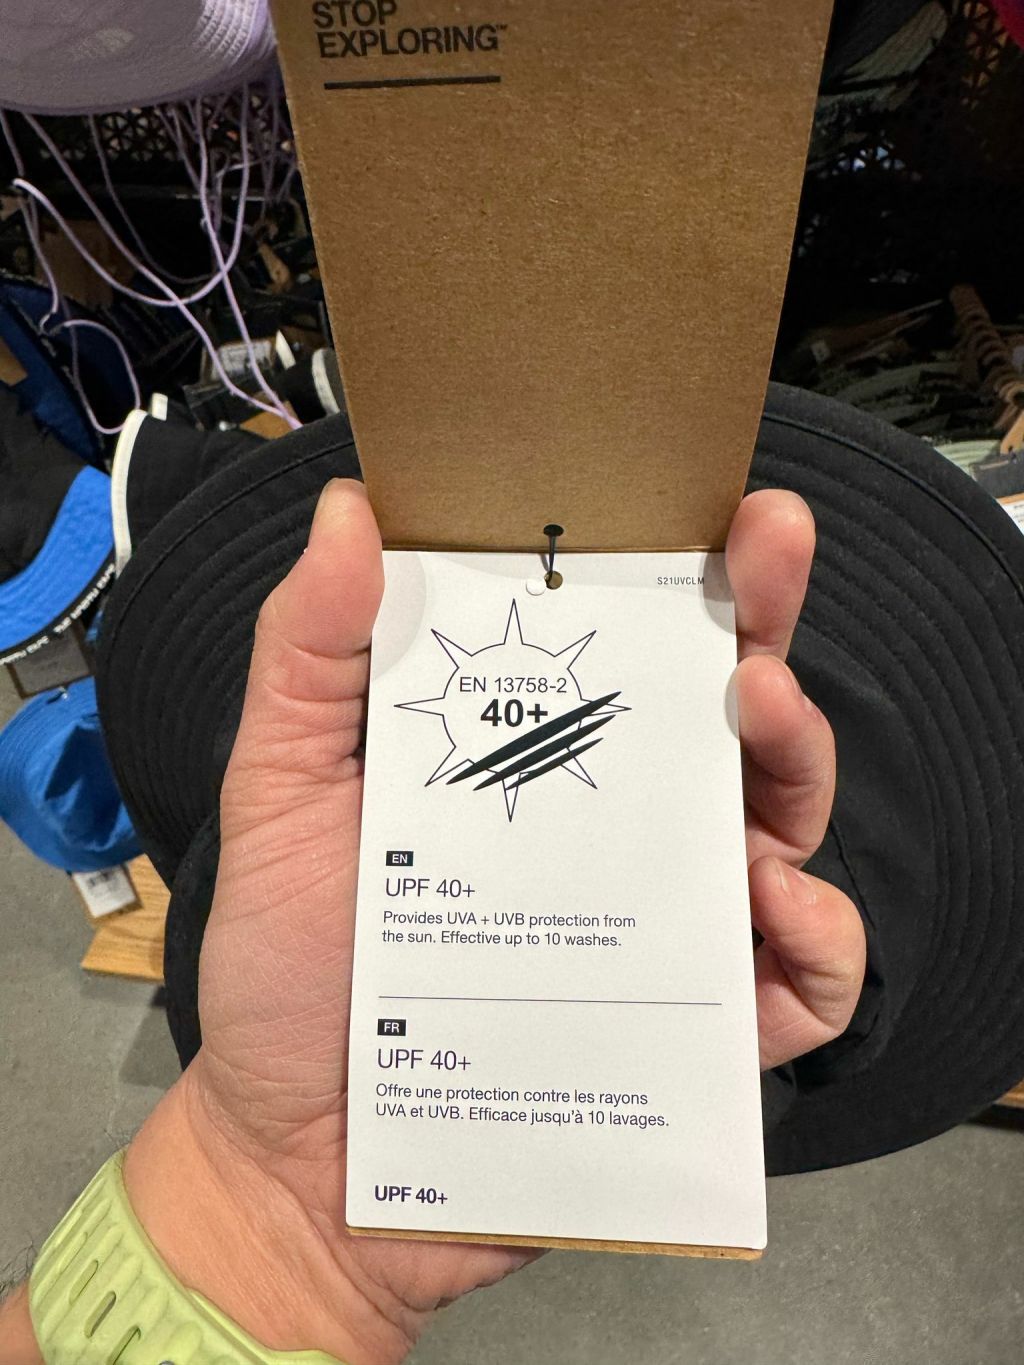 STOP
EXPLORING™
S21UVCLM
EN 13758-2
40+
EN
UPF 40+
Provides UVA + UVB protection from
the sun. Effective up to 10 washes.
FR
UPF 40+
Offre une protection contre les rayons
UVA et UVB. Efficace jusqu'à 10 lavages.
UPF 40+